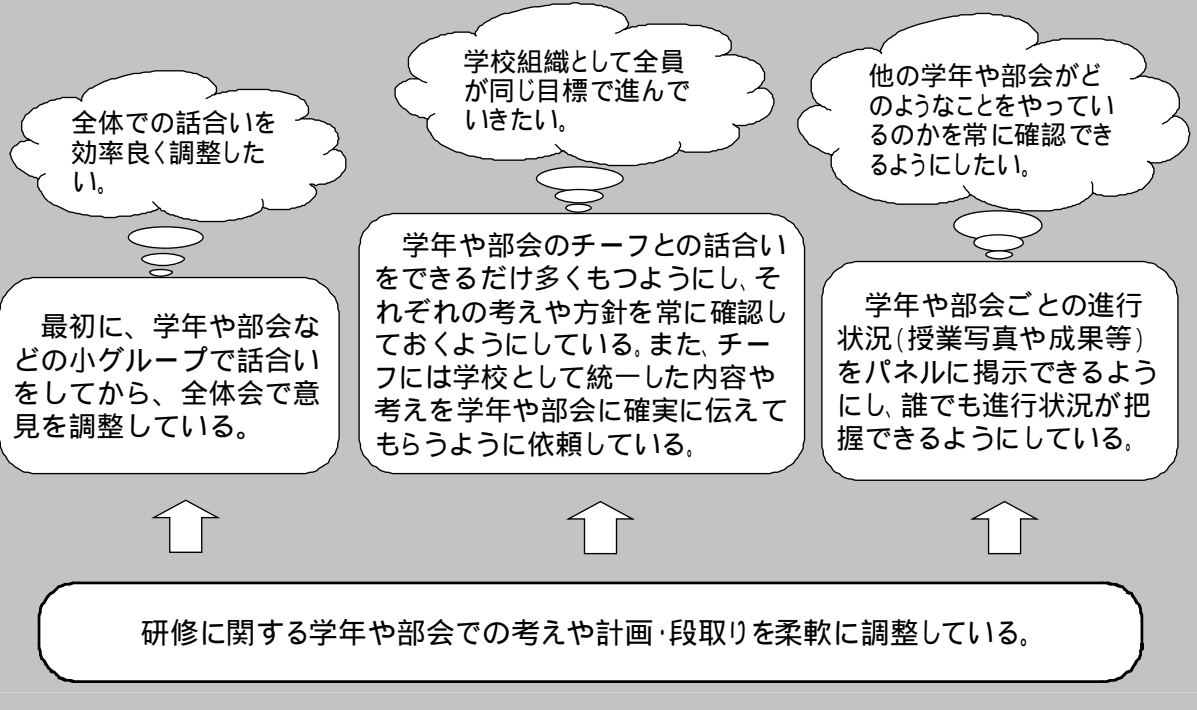 全体での話合いを
効率良く調整した
い。
学校組織として全員
が同じ目標で進んで
いきたい。
他の学年や部会がど
のようなことをやってい
るのかを常に確認でき
るようにしたい。
最初に、学年や部会な
どの小グループで話合い
をしてから、全体会で意
見を調整している。
学年や部会のチーフとの話合い
をできるだけ多くもつようにし、そ
れぞれの考えや方針を常に確認し
ておくようにしている。また、チー
フには学校として統一した内容や
考えを学年や部会に確実に伝えて
もらうように依頼している。
学年や部会ごとの進行
状況(授業写真や成果等)
をパネルに掲示できるよう
にし、誰でも進行状況が把
握できるようにしている。
研修に関する学年や部会での考えや計画・段取りを柔軟に調整している。